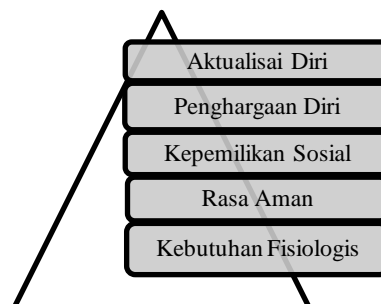 Aktualisai Diri
Penghargaan Diri
Kepemilikan Sosial
Rasa Aman
Kebutuhan Fisiologis